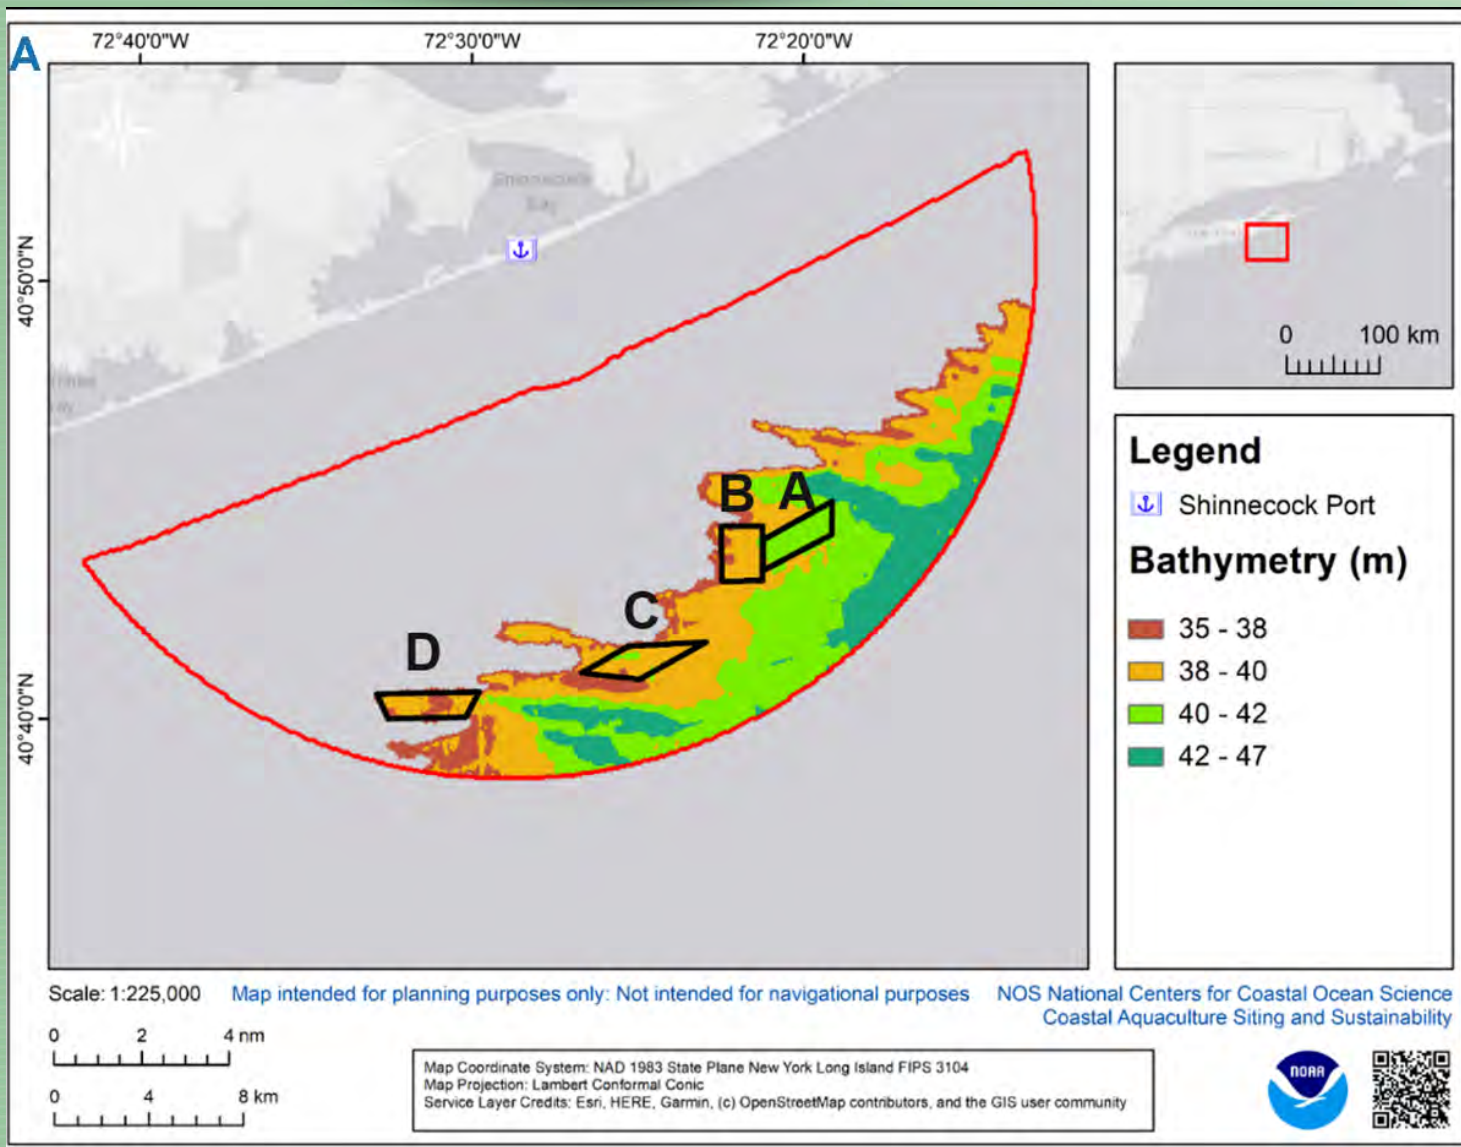 A
72°40'0"W 72°30'0"W 72°20'0"W
40°50'0"N
40°40'0"N
Shinnecock
Bay
B A
C
D
0 100 km
Legend
Shinnecock Port
Bathymetry (m)
35 - 38
38 - 40
40 - 42
42 - 47
Scale: 1:225,000 Map intended for planning purposes only: Not intended for navigational purposes
NOS National Centers for Coastal Ocean Science
Coastal Aquaculture Siting and Sustainability
0 2 4 nm
0 4 8 km
Map Coordinate System: NAD 1983 State Plane New York Long Island FIPS 3104
Map Projection: Lambert Conformal Conic
Service Layer Credits: Esri, HERE, Garmin, (c) OpenStreetMap contributors, and the GIS user community
NOAA